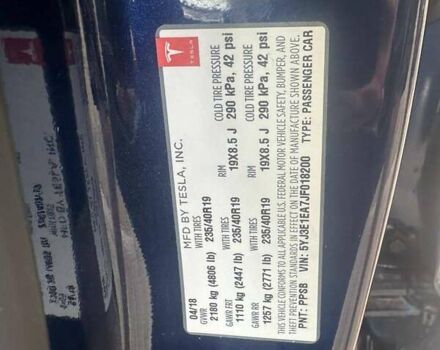 TESLA
MFD BY TESLA, INC.
04/18
GVWR
2180 kg (4806 lb)
WITH TIRES
235/40R19
RIM
19X8.5 J
COLD TIRE PRESSURE
290 kPa, 42 psi
GAWR FRT
1110 kg (2447 lb)
WITH TIRES
235/40R19
RIM
19X8.5 J
COLD TIRE PRESSURE
290 kPa, 42 psi
GAWR RR
1257 kg (2771 lb)
THIS VEHICLE CONFORMS TO ALL APPLICABLE U.S. FEDERAL MOTOR VEHICLE SAFETY, BUMPER, AND
THEFT PREVENTION STANDARDS IN EFFECT ON THE DATE OF MANUFACTURE SHOWN ABOVE.
VIN: 5YJ3E1EA7JF018200
TYPE: PASSENGER CAR
PNT: PPSB